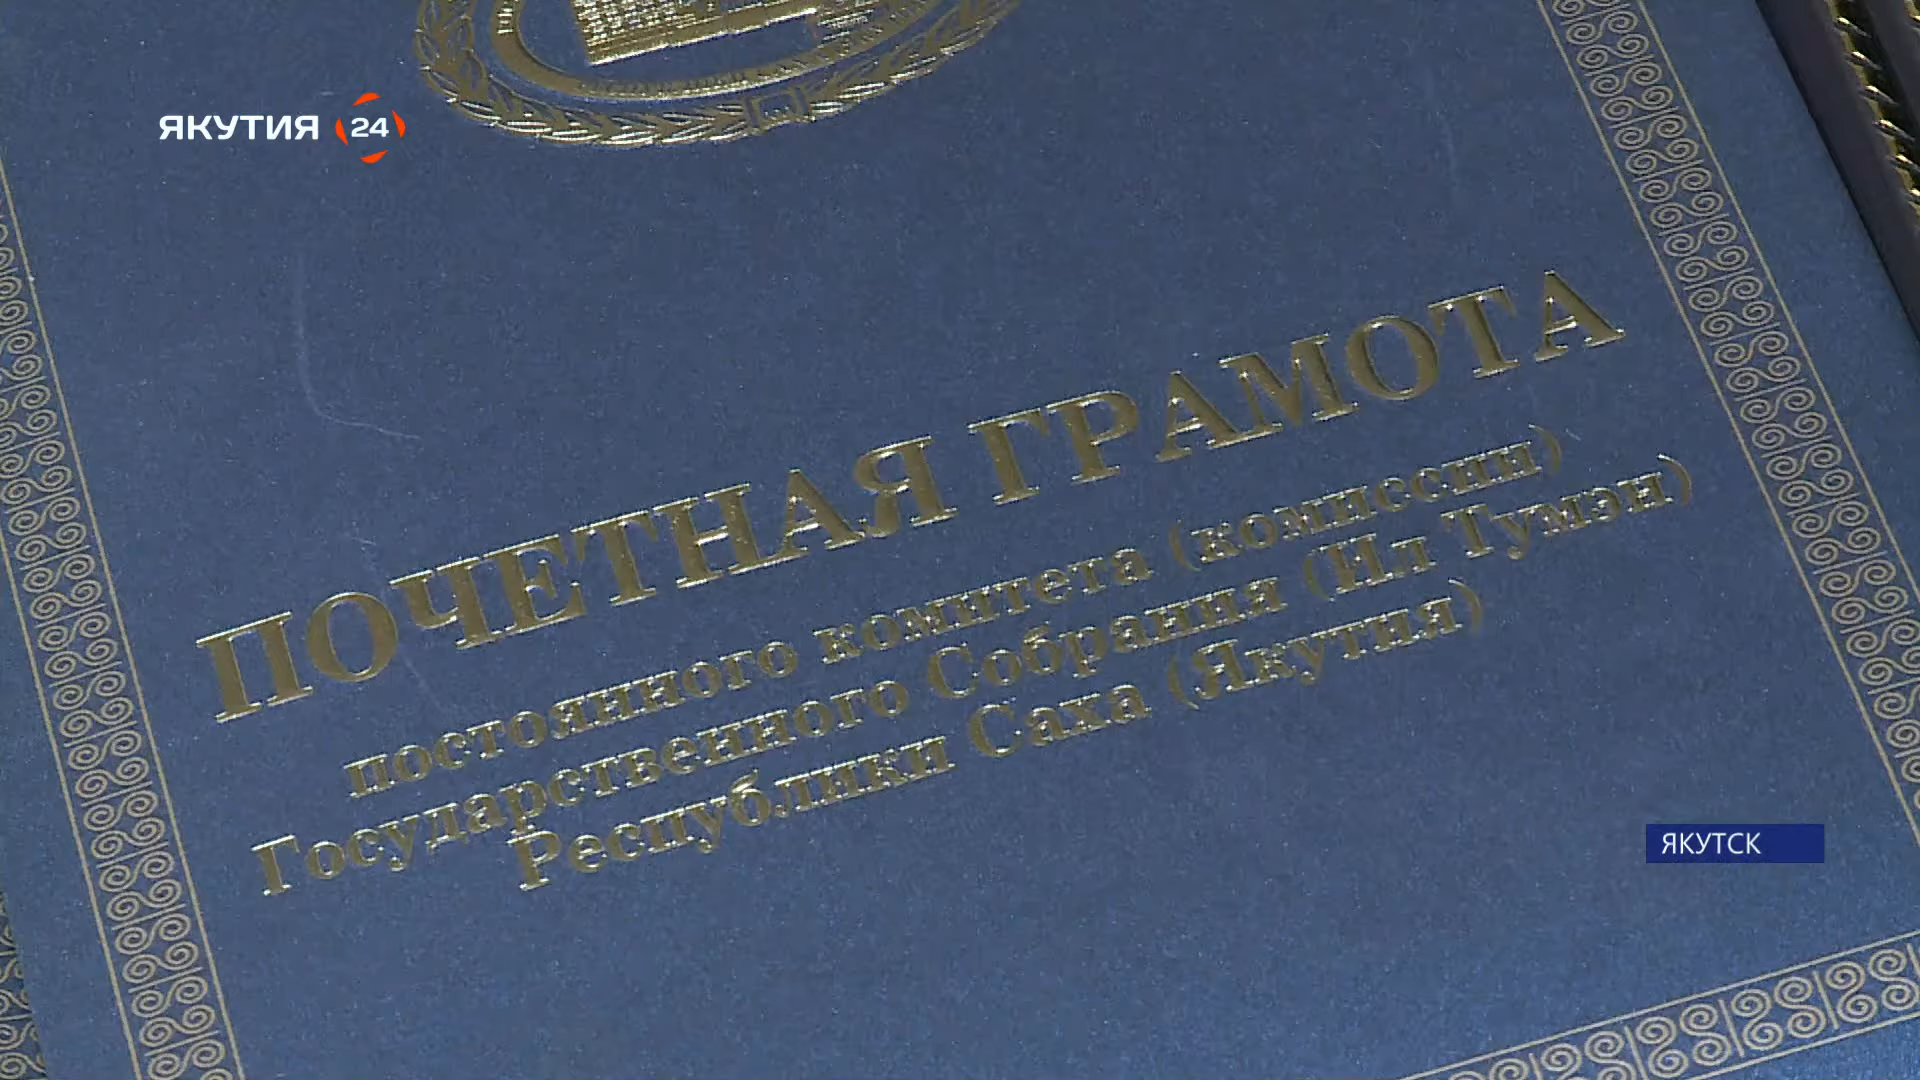 ЯКУТИЯ 24
ПОЧЕТНАЯ ГРАМОТА
постоянного комитета (комиссии)
Государственного Собрания (Ил Тумэн)
Республики Саха (Якутия)
ЯКУТСК